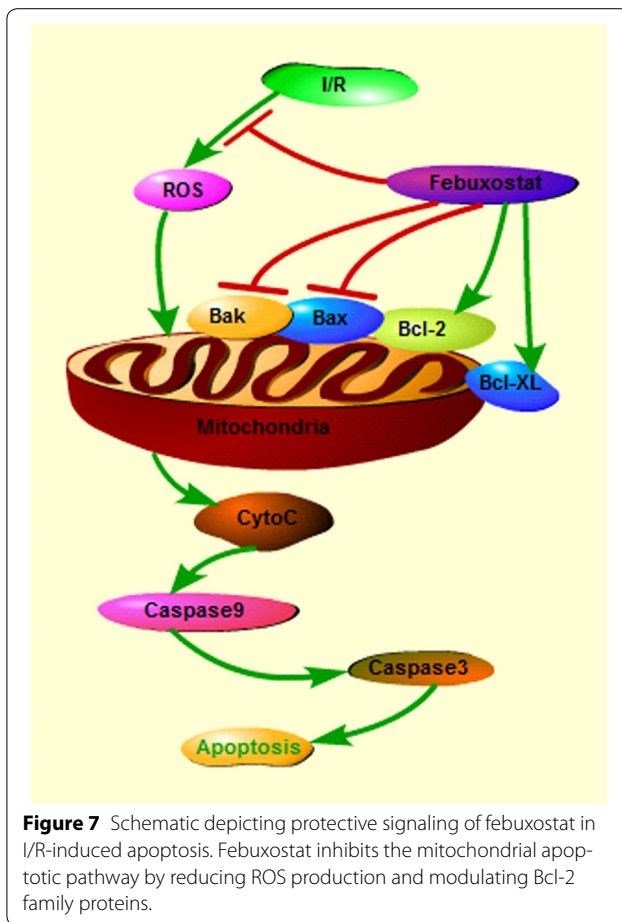 I/R
ROS
Febuxostat
Bak
Bax
Bcl-2
Bcl-XL
Mitochondria
CytoC
Caspase9
Caspase3
Apoptosis
Figure 7 Schematic depicting protective signaling of febuxostat in
I/R-induced apoptosis. Febuxostat inhibits the mitochondrial apop-
totic pathway by reducing ROS production and modulating Bcl-2
family proteins.